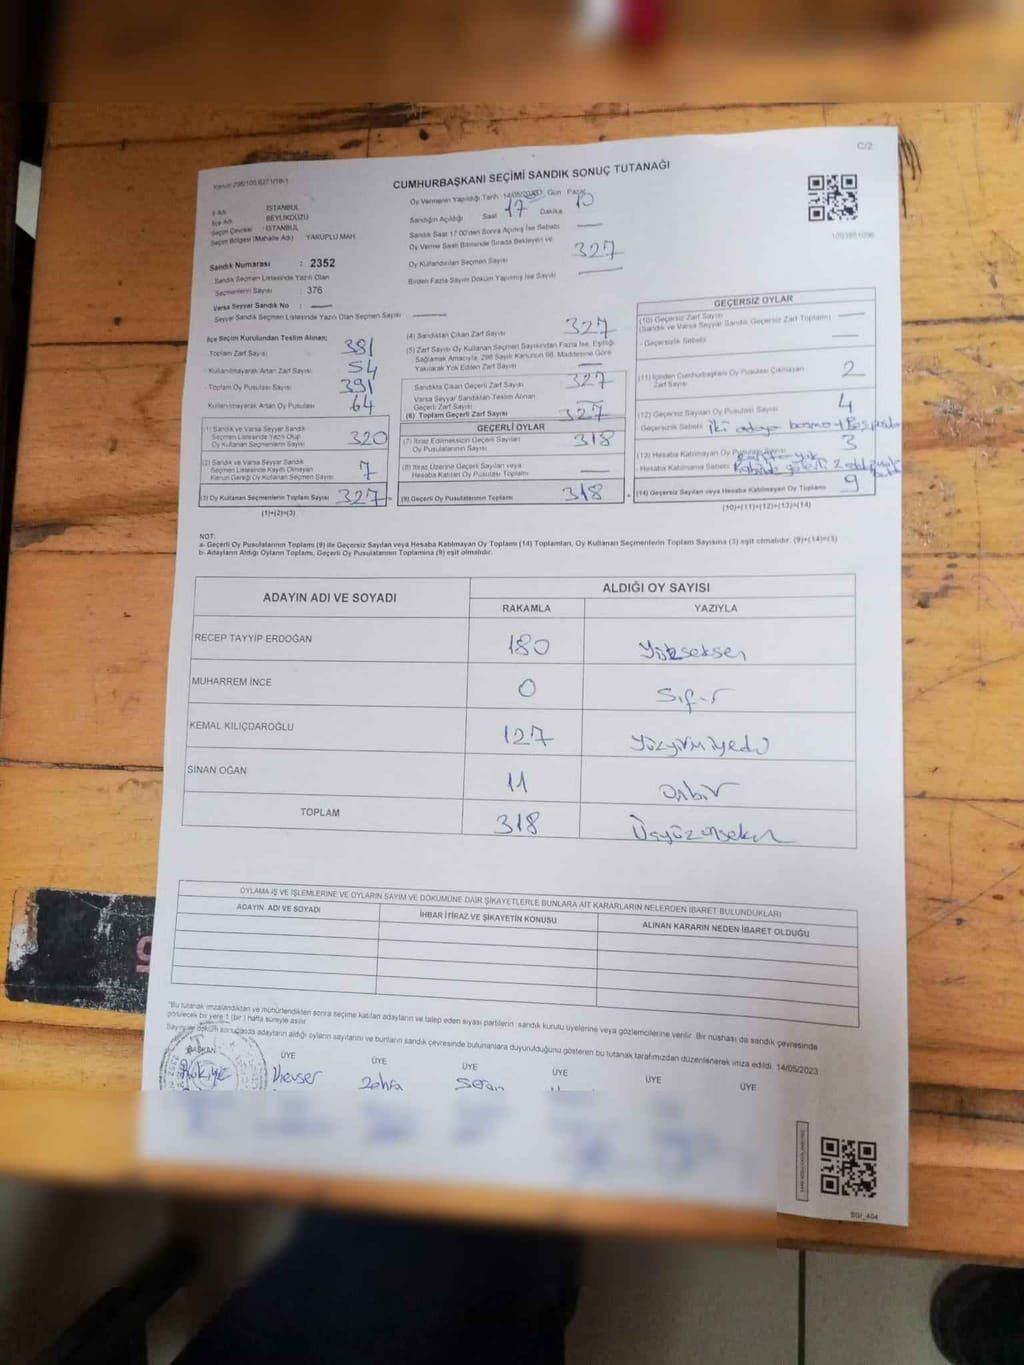 C/2
Kanun:298/105,6271/18-1
CUMHURBAŞKANI SEÇİMİ SANDIK SONUÇ TUTANAĞI
İli Adı : İSTANBUL
İlçe Adı : BEYLİKDÜZÜ
Seçim Çevresi : İSTANBUL
Seçim Bölgesi (Mahalle Adı) YAKUPLU MAH.
Oy Vermenin Yapıldığı Tarih :14/05/2023 Gün Pazar
Sandığın Açıldığı Saat 17 Dakika 10
Sandık Saat 17:00'den Sonra Açılmış İse Sebebi
Oy Verme Saati Bitiminde Sırada Bekleyen ve
Oy Kullandırılan Seçmen Sayısı 327
Birden Fazla Sayım Döküm Yapılmış İse Sayısı
Sandık Numarası : 2352
Sandık Seçmen Listesinde Yazılı Olan
Seçmenlerin Sayısı : 376
Varsa Seyyar Sandık No :
Seyyar Sandık Seçmen Listesinde Yazılı Olan Seçmen Sayısı
İlçe Seçim Kurulundan Teslim Alınan;
Toplam Zarf Sayısı 381
Kullanılmayarak Artan Zarf Sayısı 54
Toplam Oy Pusulası Sayısı 391
Kullanılmayarak Artan Oy Pusulası 64
(1) Sandık ve Varsa Seyyar Sandık
Seçmen Listesinde Yazılı Olup
Oy Kullanan Seçmenlerin Sayısı 320
(2) Sandık ve Varsa Seyyar Sandık
Seçmen Listesinde Kayıtlı Olmayan
Kanun Gereği Oy Kullanan Seçmen Sayısı 7
(3) Oy Kullanan Seçmenlerin Toplam Sayısı 327
(1)+(2)=(3)
(4) Sandıktan Çıkan Zarf Sayısı 327
(5) Zarf Sayısı Oy Kullanan Seçmen Sayısından Fazla İse, Eşitliği
Sağlamak Amacıyla, 298 Sayılı Kanunun 98. Maddesine Göre
Yakılarak Yok Edilen Zarf Sayısı
Sandıkta Çıkan Geçerli Zarf Sayısı 327
Varsa Seyyar Sandıktan Teslim Alınan
Geçerli Zarf Sayısı
(6) Toplam Geçerli Zarf Sayısı 327
GEÇERLİ OYLAR
(7) İtiraz Edilmeksizin Geçerli Sayılan
Oy Pusulalarının Sayısı 318
(8) İtiraz Üzerine Geçerli Sayılan veya
Hesaba Katılan Oy Pusulası Toplamı
(9) Geçerli Oy Pusulalarının Toplamı 318
GEÇERSİZ OYLAR
(10) Geçersiz Zarf Sayısı
(Sandık ve Varsa Seyyar Sandık Geçersiz Zarf Toplamı)
- Geçersizlik Sebebi
(11) İçinden Cumhurbaşkanı Oy Pusulası Çıkmayan
Zarf Sayısı 2
(12) Geçersiz Sayılan Oy Pusulası Sayısı 4
Geçersizlik Sebebi İki adaya basma
(13) Hesaba Katılmayan Oy Pusulası Sayısı 3
- Hesaba Katılmama Sebebi
(14) Geçersiz Sayılan veya Hesaba Katılmayan Oy Toplamı 9
(10)+(11)+(12)+(13)=(14)
NOT:
a- Geçerli Oy Pusulalarının Toplamı (9) ile Geçersiz Sayılan veya Hesaba Katılmayan Oy Toplamı (14) Toplamları, Oy Kullanan Seçmenlerin Toplam Sayısına (3) eşit olmalıdır. (9)+(14)=(3)
b- Adayların Aldığı Oyların Toplamı, Geçerli Oy Pusulalarının Toplamına (9) eşit olmalıdır.
ADAYIN ADI VE SOYADI
ALDIĞI OY SAYISI
RAKAMLA YAZIYLA
RECEP TAYYİP ERDOĞAN 180 Yükseksen
MUHARREM İNCE 0 Sıfır
KEMAL KILIÇDAROĞLU 127 Yüzyirmiyedi
SİNAN OĞAN 11 Onbir
TOPLAM 318 Üçyüzonsekiz
OYLAMA İŞ VE İŞLEMLERİNE VE OYLARIN SAYIM VE DÖKÜMÜNE DAİR ŞİKAYETLERLE BUNLARA AİT KARARLARIN NELERDEN İBARET BULUNDUKLARI
ADAYIN ADI VE SOYADI
İHBAR İTİRAZ VE ŞİKAYETİN KONUSU
ALINAN KARARIN NEDEN İBARET OLDUĞU
"Bu tutanak imzalandıktan ve mühürlendikten sonra seçime katılan adayların ve talep eden siyasi partilerin sandık kurulu üyelerine veya gözlemcilerine verilir. Bir nüshası da sandık çevresinde
görülecek bir yere 1 (bir) hafta süreyle asılır.
Sayım ve döküm sonucunda adayların aldığı oyların sayılarını ve bunların sandık çevresinde bulunanlara duyurulduğunu gösteren bu tutanak tarafımızdan düzenlenerek imza edildi. 14/05/2023
BAŞKAN ÜYE ÜYE ÜYE ÜYE ÜYE ÜYE
Rukiye Nevser Zehra
SSI_404